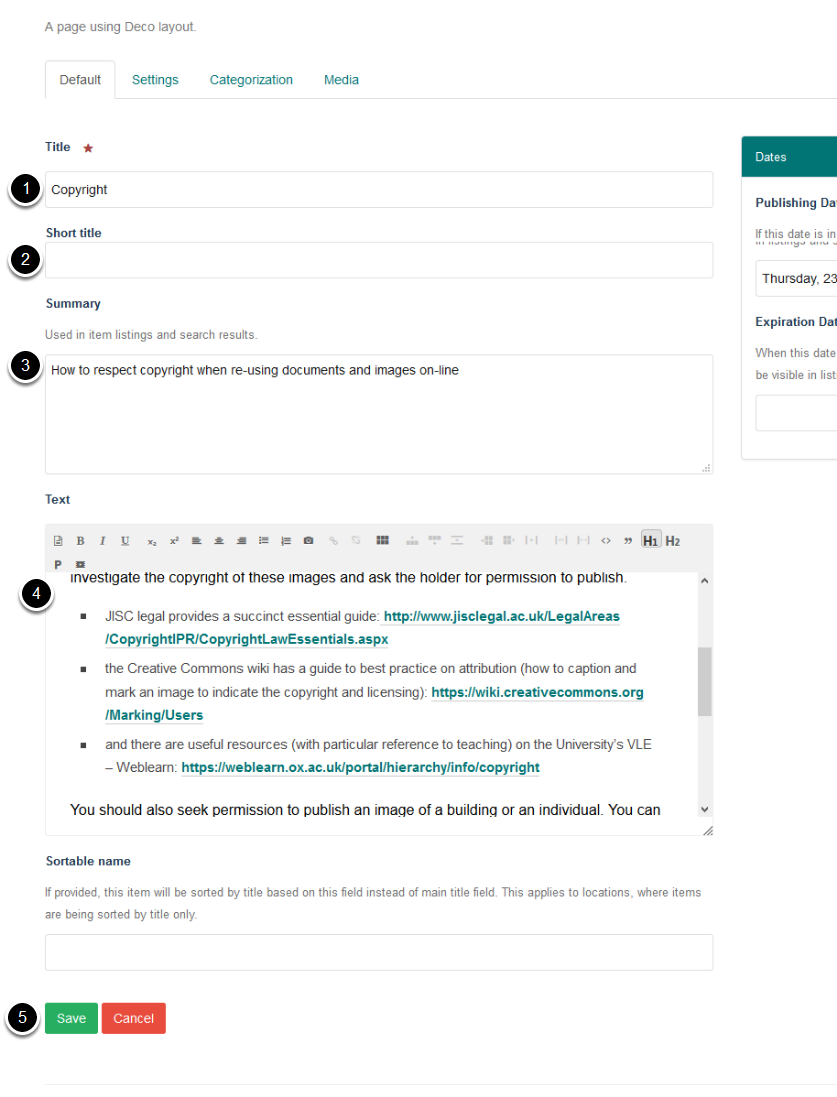 A page using Deco layout.
Default Settings Categorization Media
Title ★
1 Copyright
Short title
2
Summary
Used in item listings and search results.
3 How to respect copyright when re-using documents and images on-line
Text
B I U x₂ x² <> ” H1 H2
P
4
investigate the copyright of these images and ask the holder for permission to publish.
▪ JISC legal provides a succinct essential guide: http://www.jisclegal.ac.uk/LegalAreas
/CopyrightIPR/CopyrightLawEssentials.aspx
▪ the Creative Commons wiki has a guide to best practice on attribution (how to caption and
mark an image to indicate the copyright and licensing): https://wiki.creativecommons.org
/Marking/Users
▪ and there are useful resources (with particular reference to teaching) on the University’s VLE
– Weblearn: https://weblearn.ox.ac.uk/portal/hierarchy/info/copyright
You should also seek permission to publish an image of a building or an individual. You can
Sortable name
If provided, this item will be sorted by title based on this field instead of main title field. This applies to locations, where items
are being sorted by title only.
5 Save Cancel
Dates
Publishing Da
If this date is in
in listings and s
Thursday, 23
Expiration Dat
When this date
be visible in list